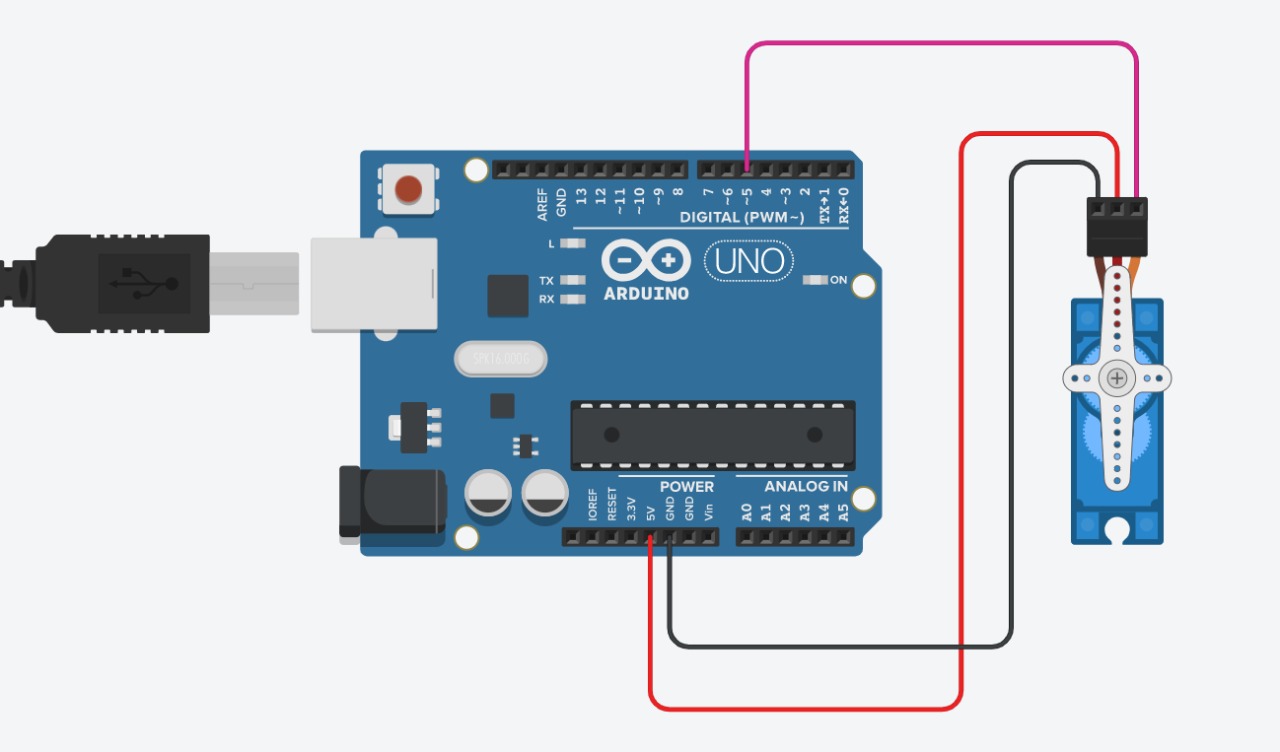 AREF
GND
13
12
~11
~10
~9
8
7
~6
~5
4
~3
2
TX→1
RX←0
DIGITAL (PWM~)
L
TX
RX
UNO
ON
ARDUINO
SPK16.000G
POWER
ANALOG IN
IOREF
RESET
3.3V
5V
GND
GND
Vin
A0
A1
A2
A3
A4
A5